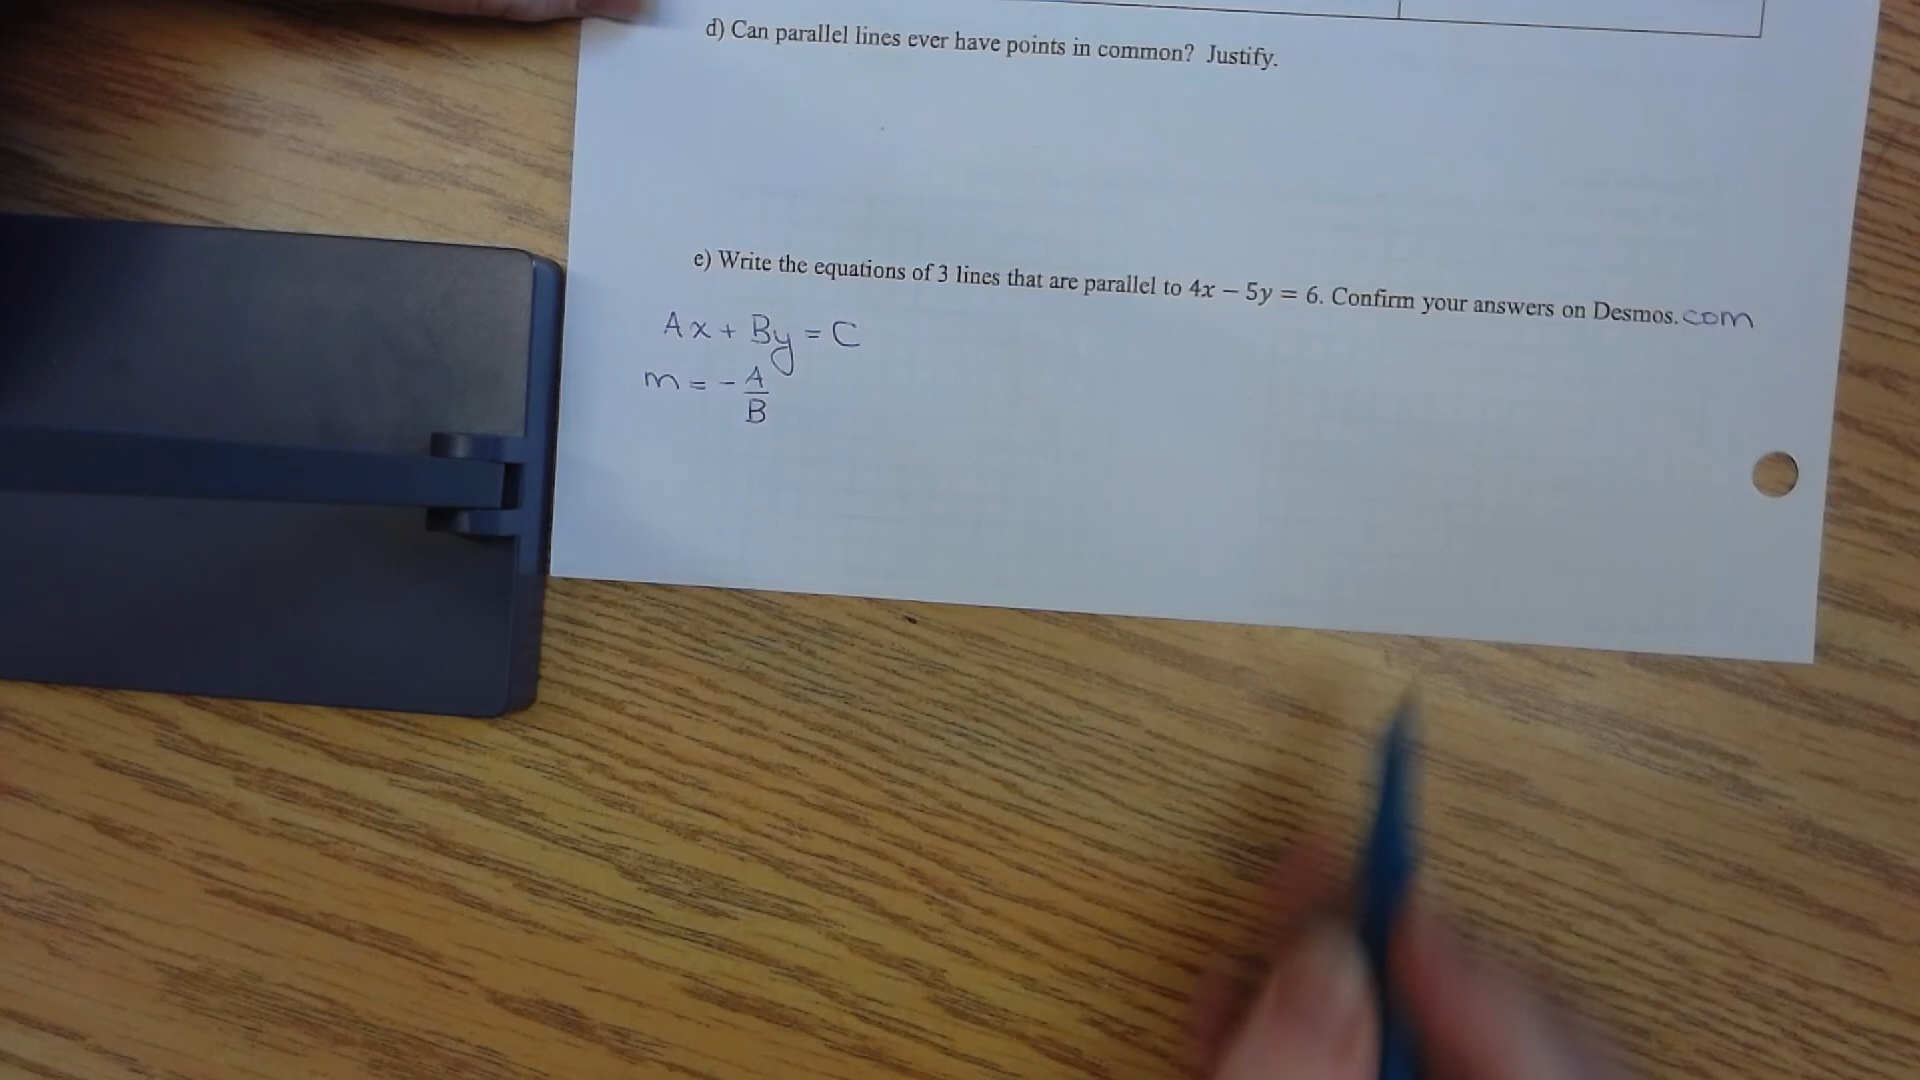 d) Can parallel lines ever have points in common? Justify.
e) Write the equations of 3 lines that are parallel to 4x – 5y = 6. Confirm your answers on Desmos.com
Ax + By = C
m = - A/B